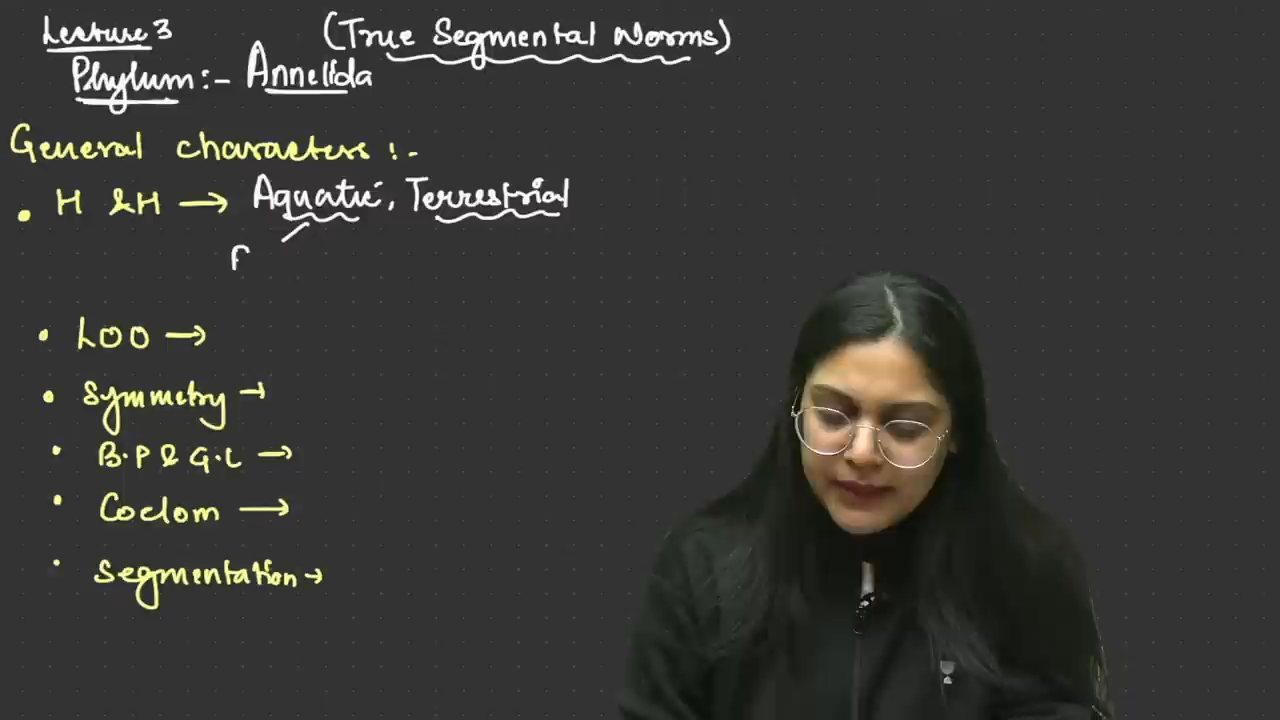 Lecture 3
(True Segmental Worms)
Phylum:- Annelida
General characters :-
• H & H → Aquatic, Terrestrial
F
• LOO →
• Symmetry →
• B.P & G.L →
• Coelom →
• Segmentation →